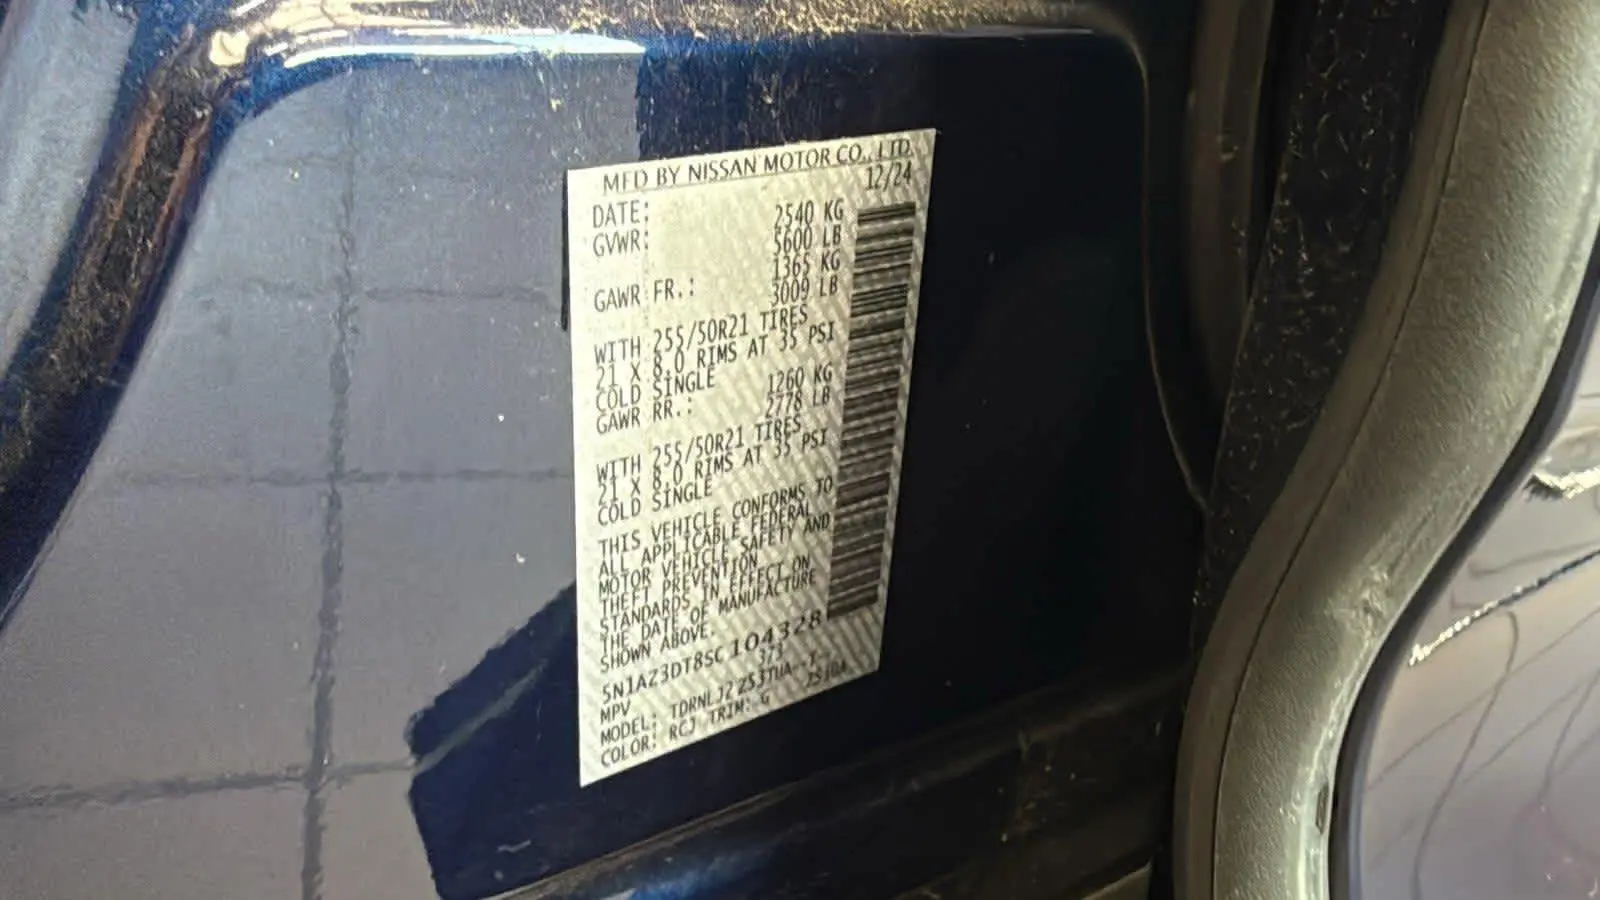 MFD BY NISSAN MOTOR CO., LTD.
DATE: 12/24
GVWR: 2540 KG
5600 LB
GAWR FR.: 1365 KG
3009 LB
WITH 255/50R21 TIRES
21 X 8.0 RIMS AT 35 PSI
COLD SINGLE
GAWR RR.: 1260 KG
2778 LB
WITH 255/50R21 TIRES
21 X 8.0 RIMS AT 35 PSI
COLD SINGLE
THIS VEHICLE CONFORMS TO
ALL APPLICABLE FEDERAL
MOTOR VEHICLE SAFETY AND
THEFT PREVENTION
STANDARDS IN EFFECT ON
THE DATE OF MANUFACTURE
SHOWN ABOVE.
5N1AZ3DT8SC104328
MPV
MODEL: TDRNLJZ Z53TUA--T
COLOR: RCJ TRIM: G